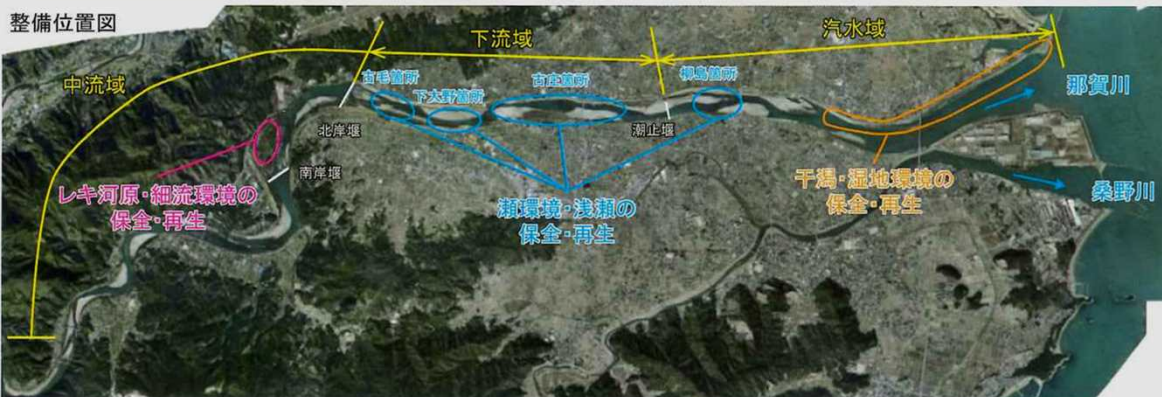 整備位置図
中流域
下流域
汽水域
古毛箇所
下大野箇所
古庄箇所
柳島箇所
那賀川
北岸堰
潮止堰
南岸堰
レキ河原・細流環境の
保全・再生
瀬環境・浅瀬の
保全・再生
干潟・湿地環境の
保全・再生
桑野川